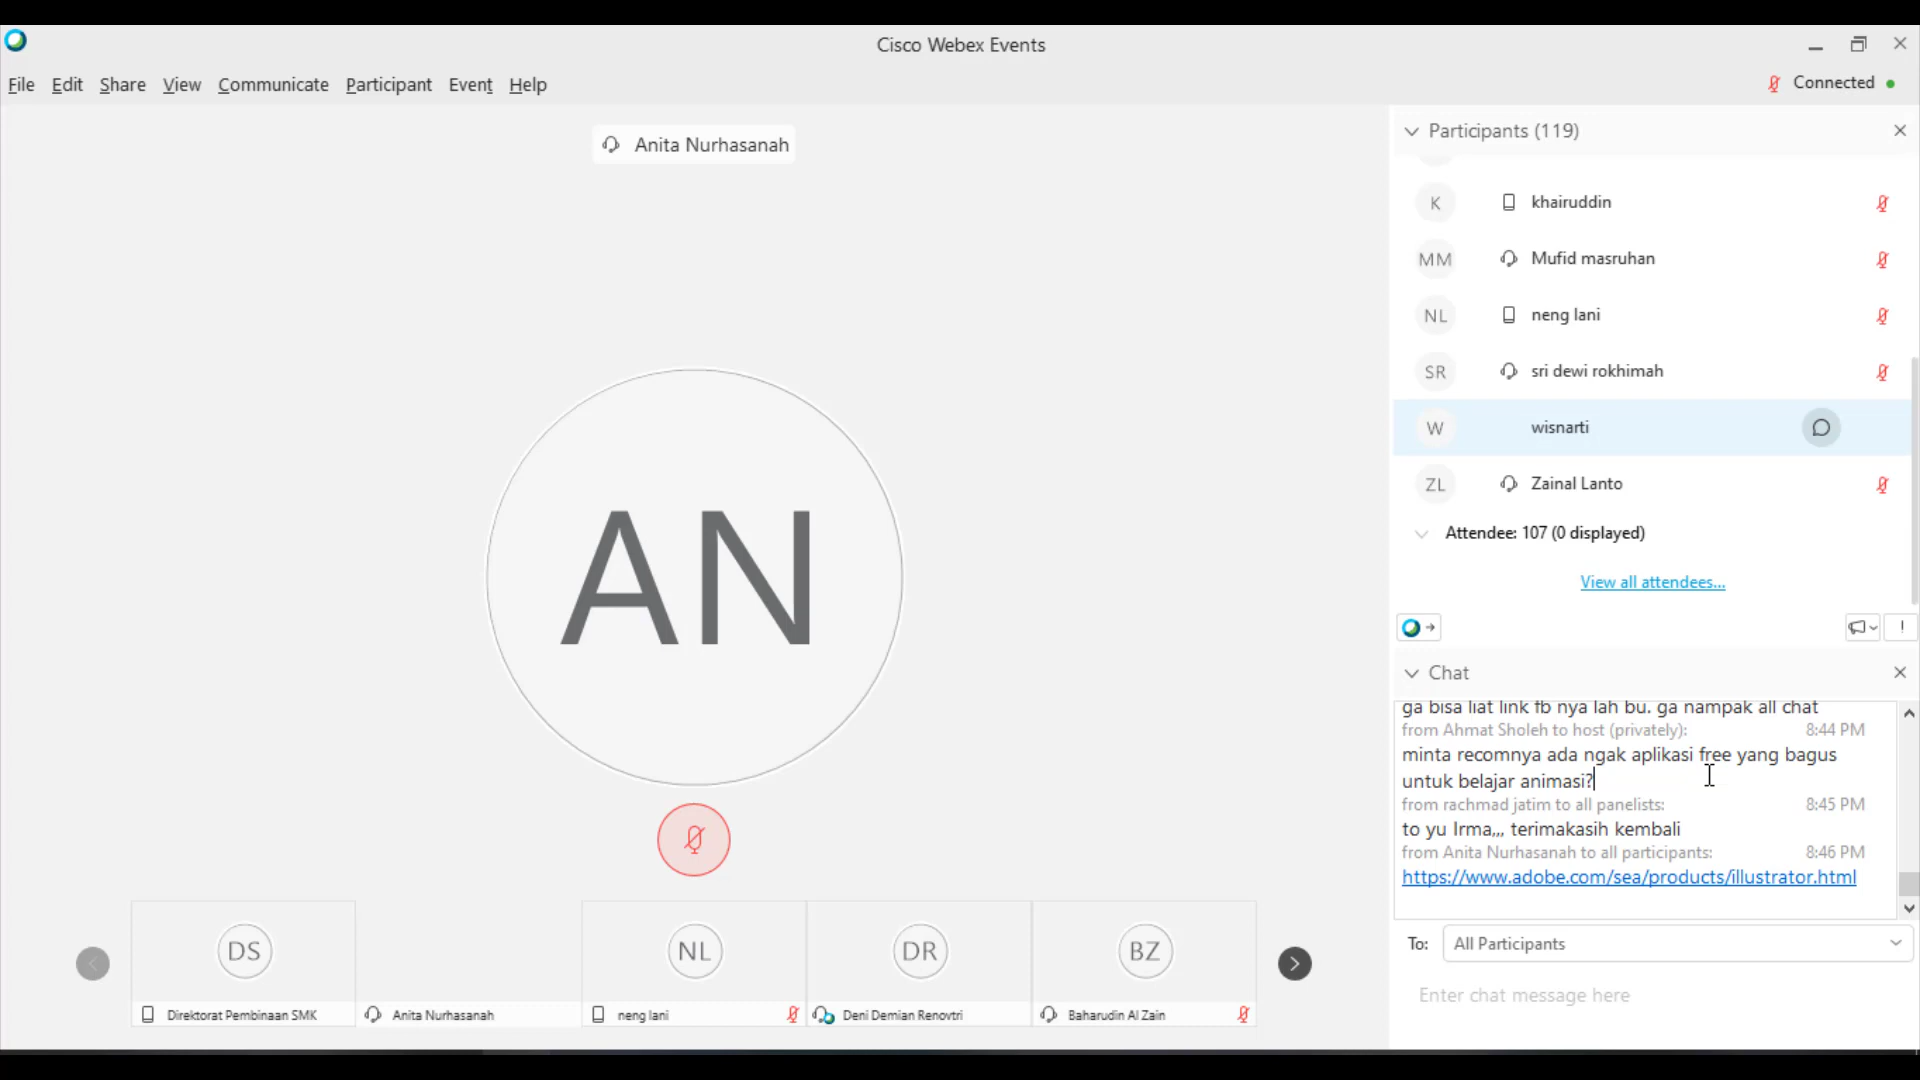 Cisco Webex Events
File Edit Share View Communicate Participant Event Help
Connected
Anita Nurhasanah
AN
DS
Direktorat Pembinaan SMK
Anita Nurhasanah
NL
neng lani
DR
Deni Demian Renovtri
BZ
Baharudin Al Zain
Participants (119)
K khairuddin
MM Mufid masruhan
NL neng lani
SR sri dewi rokhimah
W wisnarti
ZL Zainal Lanto
Attendee: 107 (0 displayed)
View all attendees...
Chat
ga bisa liat link fb nya lah bu. ga nampak all chat
from Ahmat Sholeh to host (privately): 8:44 PM
minta recomnya ada ngak aplikasi free yang bagus
untuk belajar animasi?
from rachmad jatim to all panelists: 8:45 PM
to yu Irma,,, terimakasih kembali
from Anita Nurhasanah to all participants: 8:46 PM
https://www.adobe.com/sea/products/illustrator.html
To: All Participants
Enter chat message here